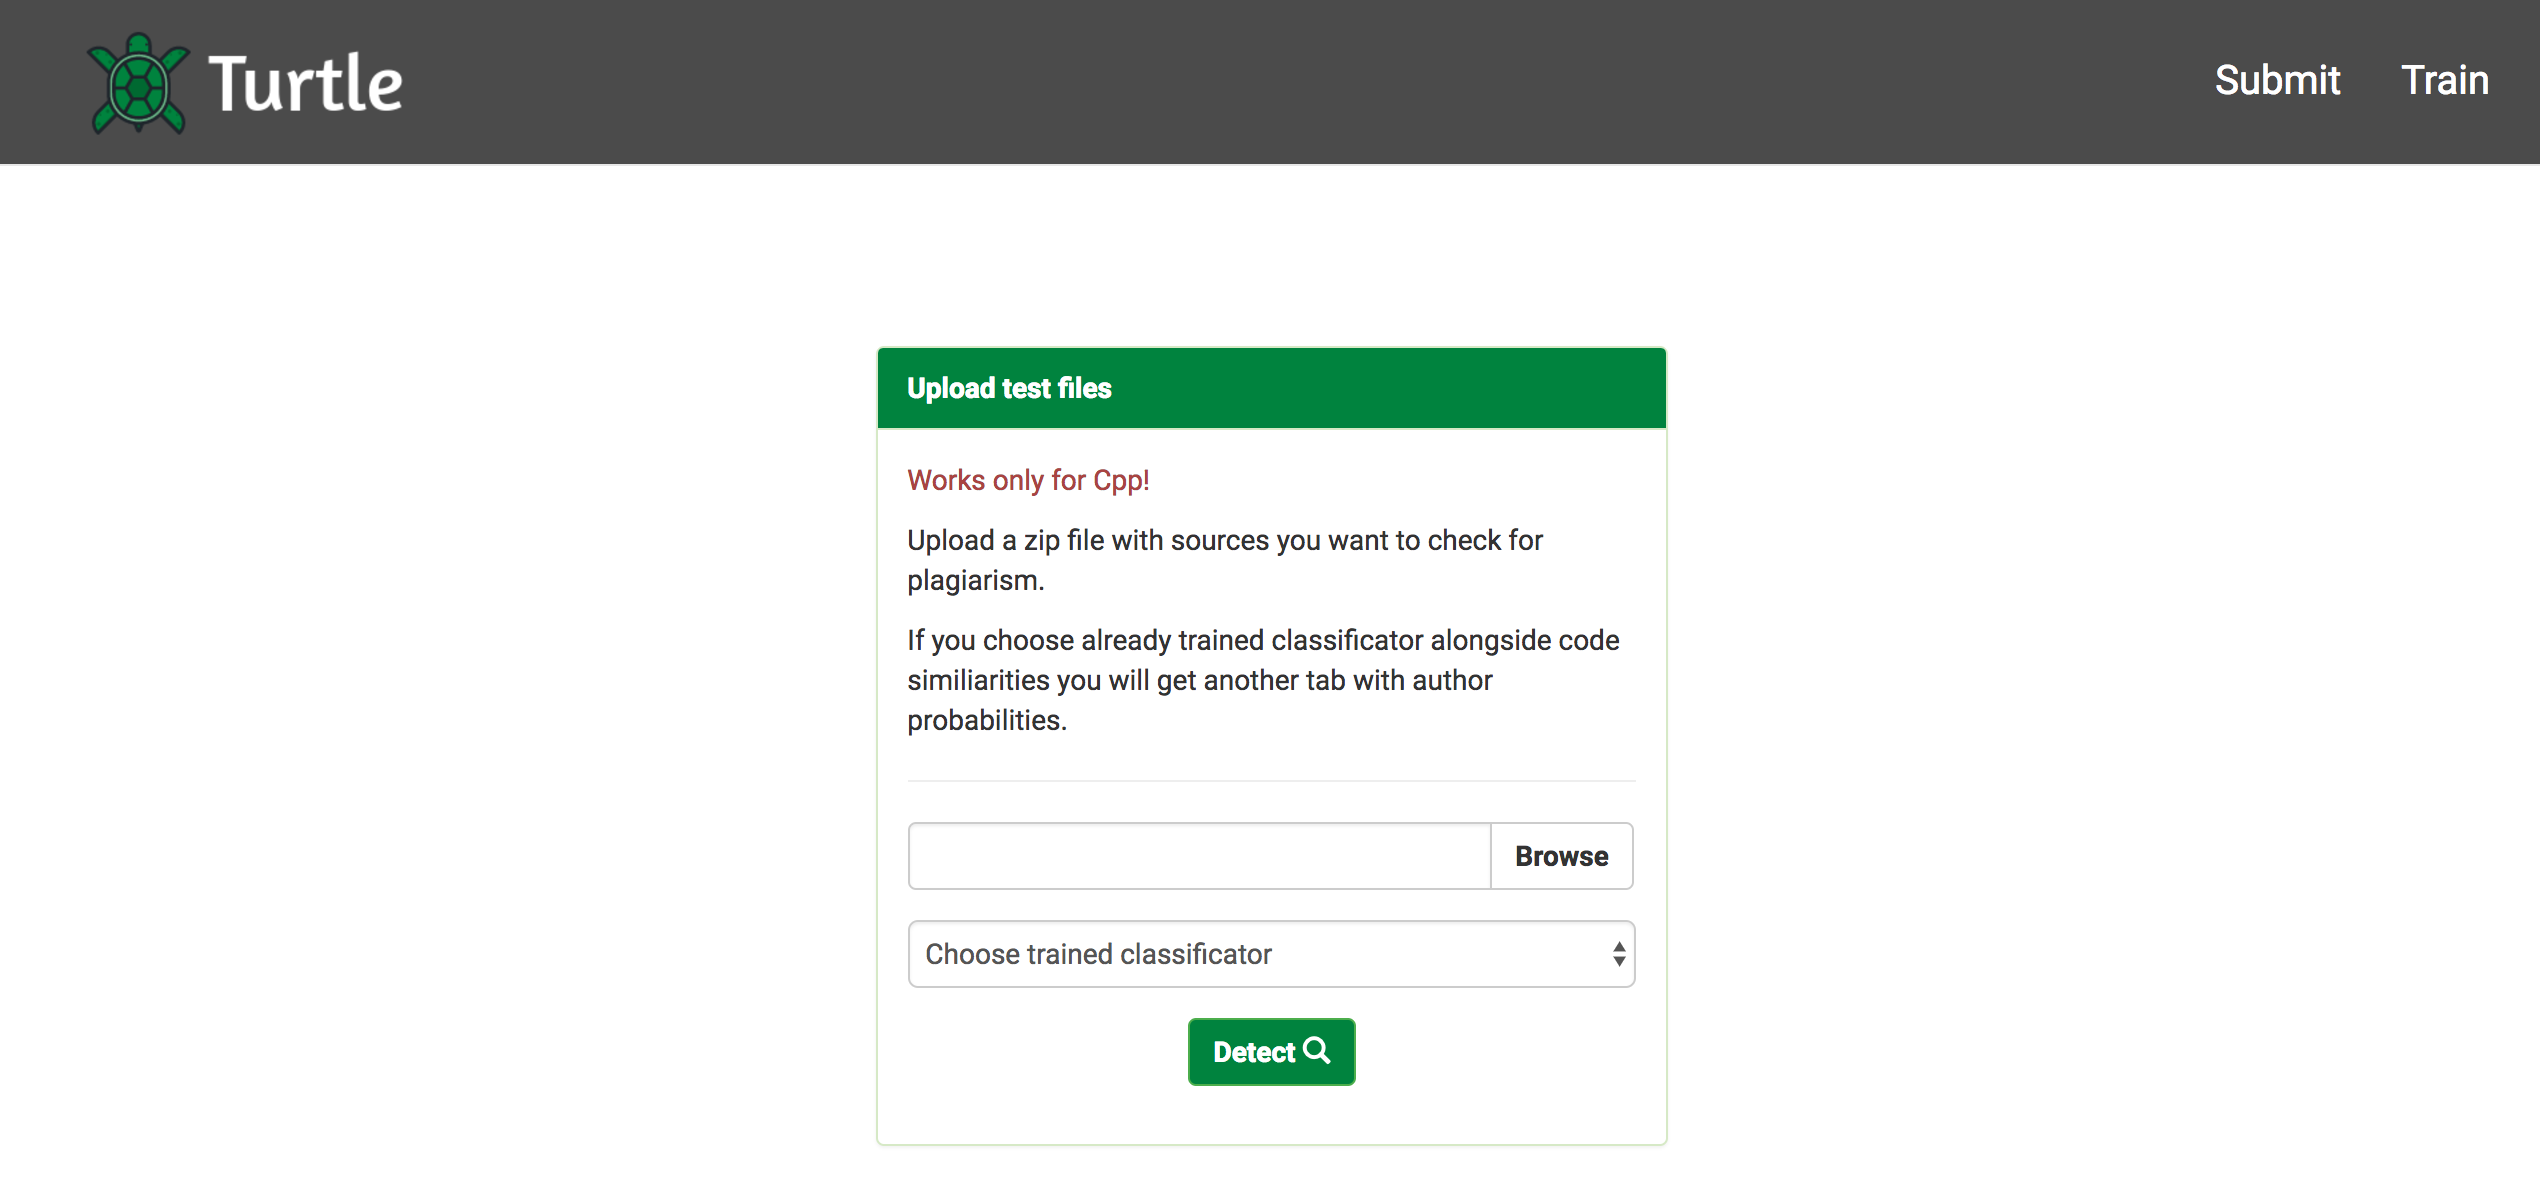 Turtle
Submit
Train
Upload test files
Works only for Cpp!
Upload a zip file with sources you want to check for
plagiarism.
If you choose already trained classificator alongside code
similiarities you will get another tab with author
probabilities.
Browse
Choose trained classificator
Detect